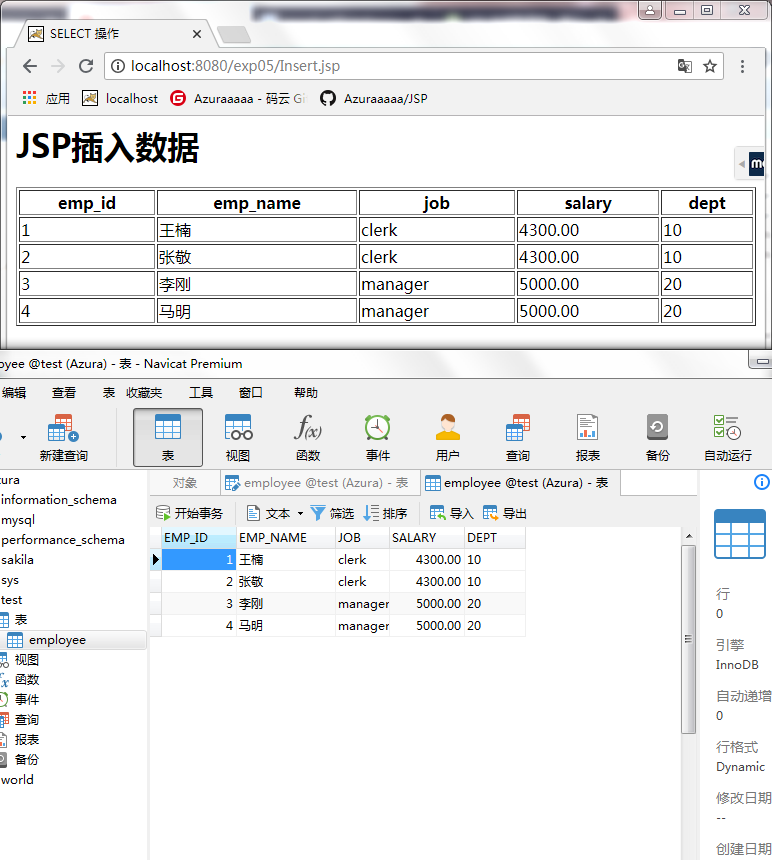 SELECT 操作
localhost:8080/exp05/Insert.jsp
应用 localhost Azuraaaaa - 码云 Gi Azuraaaaa/JSP
JSP插入数据
emp_id emp_name job salary dept
1 王楠 clerk 4300.00 10
2 张敬 clerk 4300.00 10
3 李刚 manager 5000.00 20
4 马明 manager 5000.00 20
oyee @test (Azura) - 表 - Navicat Premium
编辑 查看 表 收藏夹 工具 窗口 帮助
新建查询 表 视图 函数 事件 用户 查询 报表 备份 自动运行
zura
information_schema
mysql
performance_schema
sakila
sys
test
表
employee
视图
函数
事件
查询
报表
备份
world
对象 employee @test (Azura) - 表 employee @test (Azura) - 表
开始事务 文本 筛选 排序 导入 导出
EMP_ID EMP_NAME JOB SALARY DEPT
1 王楠 clerk 4300.00 10
2 张敬 clerk 4300.00 10
3 李刚 manager 5000.00 20
4 马明 manager 5000.00 20
行
0
引擎
InnoDB
自动递增
0
行格式
Dynamic
修改日期
--
创建日期